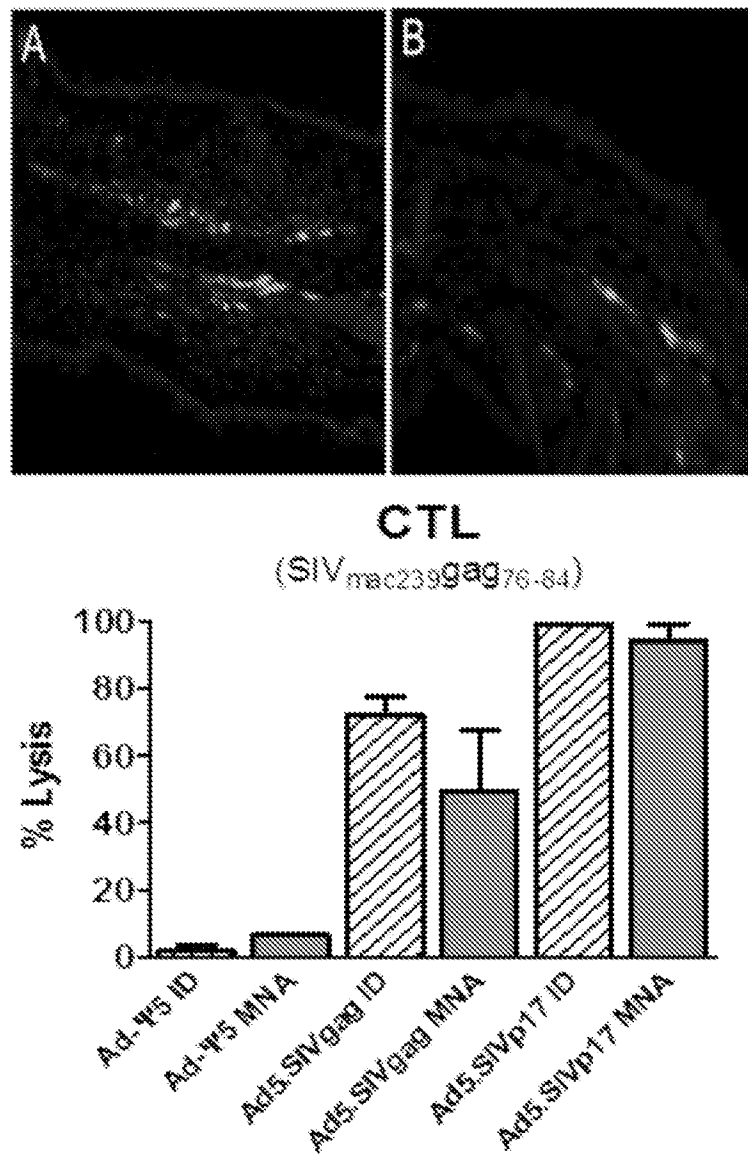 A
B
CTL
(SIVmac239gag76-84)
% Lysis
100
80
60
40
20
0
Ad-Ψ5 ID
Ad-Ψ5 MNA
Ad5.SIVgag ID
Ad5.SIVgag MNA
Ad5.SIVp17 ID
Ad5.SIVp17 MNA